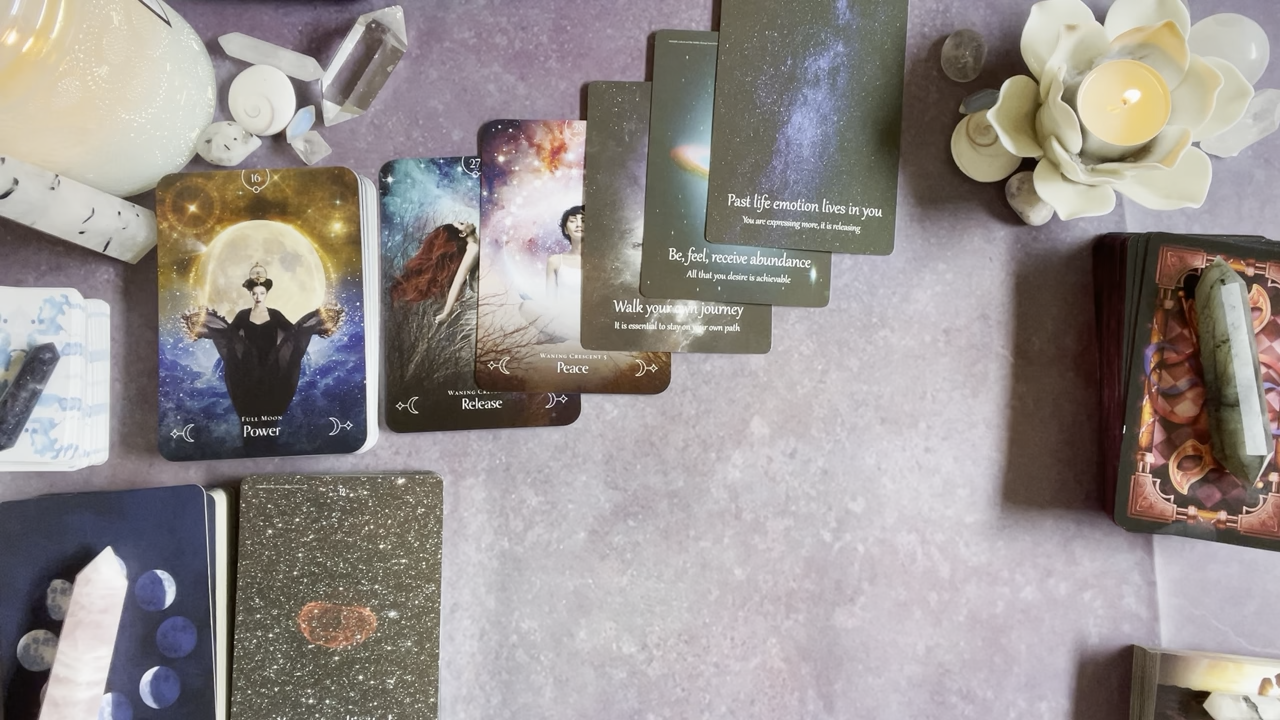 16
Full Moon
Power
27
Release
Waning Crescent 5
Peace
Walk your own journey
It is essential to stay on your own path
Be, feel, receive abundance
All that you desire is achievable
Past life emotion lives in you
You are expressing more, it is releasing
12